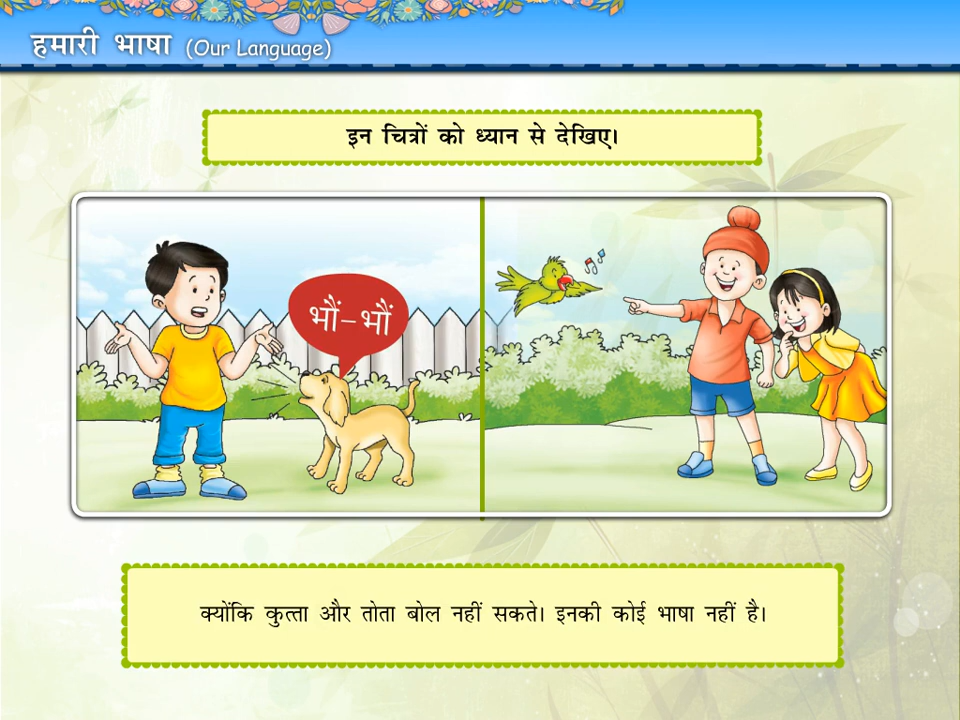 हमारी भाषा (Our Language)
इन चित्रों को ध्यान से देखिए।
भौं-भौं
क्योंकि कुत्ता और तोता बोल नहीं सकते। इनकी कोई भाषा नहीं है।